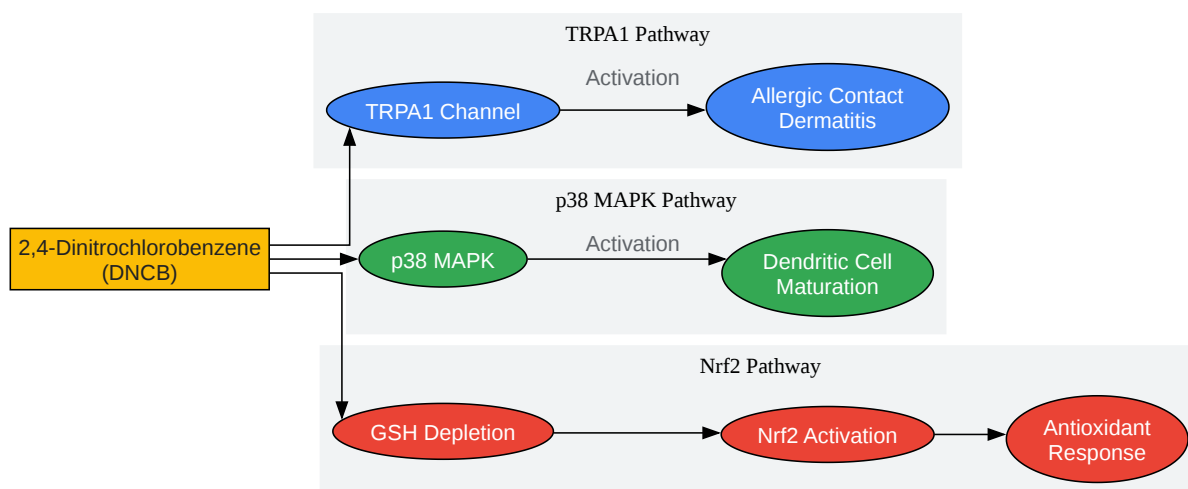 TRPA1 Pathway
Activation
TRPA1 Channel
Allergic Contact
Dermatitis
p38 MAPK Pathway
Activation
2,4-Dinitrochlorobenzene
(DNCB)
p38 MAPK
Dendritic Cell
Maturation
Nrf2 Pathway
GSH Depletion
Nrf2 Activation
Antioxidant
Response